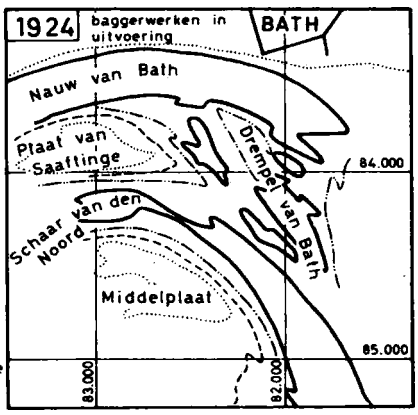 1924
baggerwerken in
uitvoering
BATH
Nauw van Bath
Plaat van
Saaftinge
Drempel van Bath
84.000
Schaar van den
Noord
Middelplaat
85.000
83.000
82.000